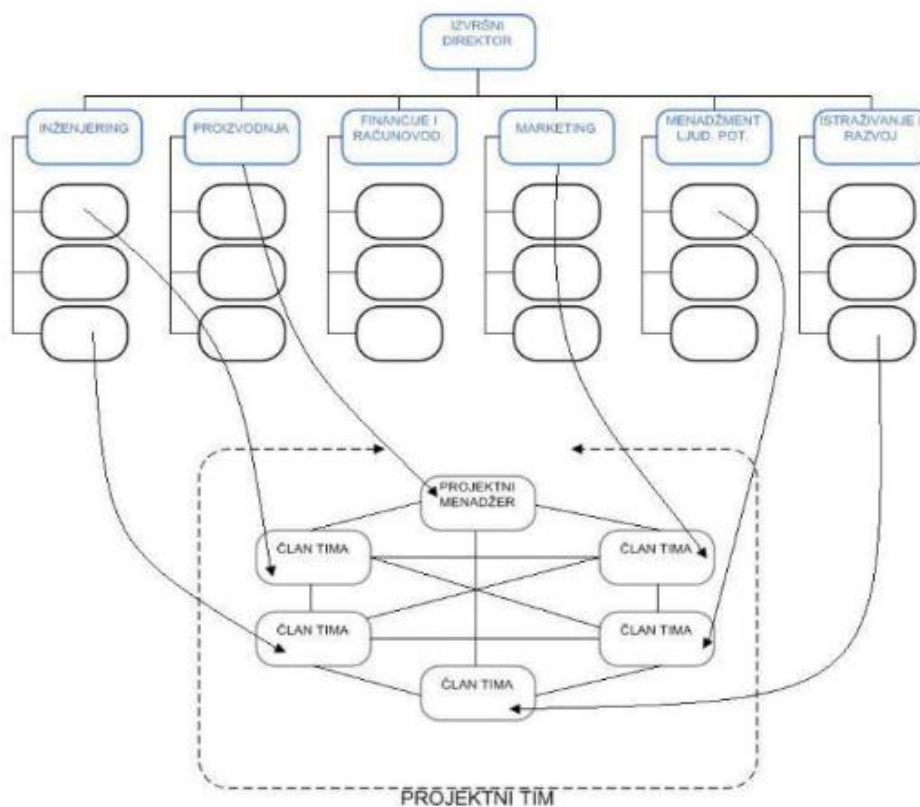 IZVRŠNI
DIREKTOR
INŽENJERING
PROIZVODNJA
FINANCIJE I
RAČUNOVOD.
MARKETING
MENADŽMENT
LJUD. POT.
ISTRAŽIVANJE I
RAZVOJ
PROJEKTNI
MENADŽER
ČLAN TIMA
ČLAN TIMA
ČLAN TIMA
ČLAN TIMA
ČLAN TIMA
PROJEKTNI TIM